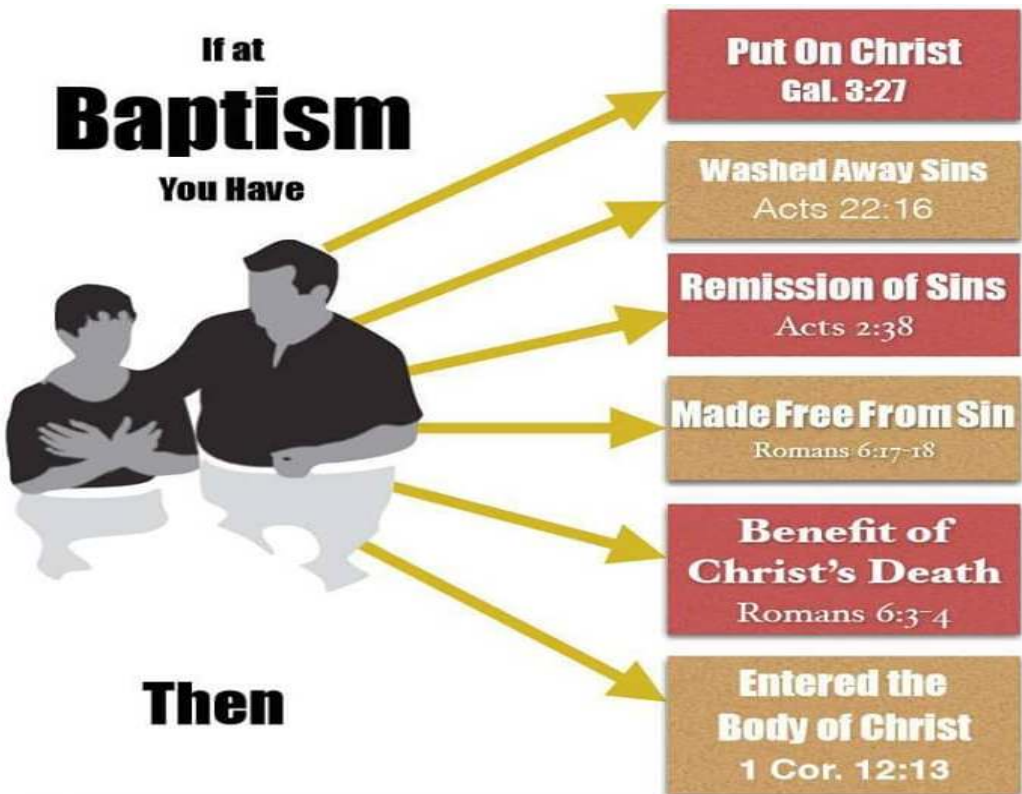 If at
Baptism
You Have
Put On Christ
Gal. 3:27
Washed Away Sins
Acts 22:16
Remission of Sins
Acts 2:38
Made Free From Sin
Romans 6:17-18
Benefit of
Christ's Death
Romans 6:3-4
Entered the
Body of Christ
1 Cor. 12:13
Then